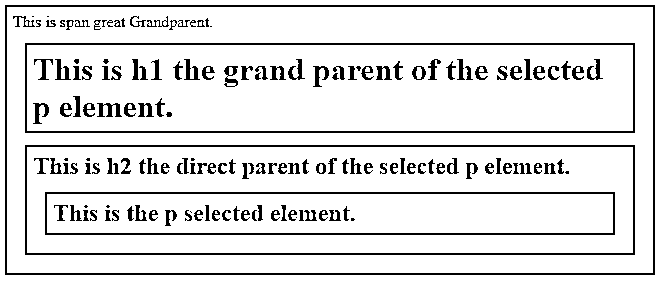 This is span great Grandparent.
This is h1 the grand parent of the selected
p element.
This is h2 the direct parent of the selected p element.
This is the p selected element.